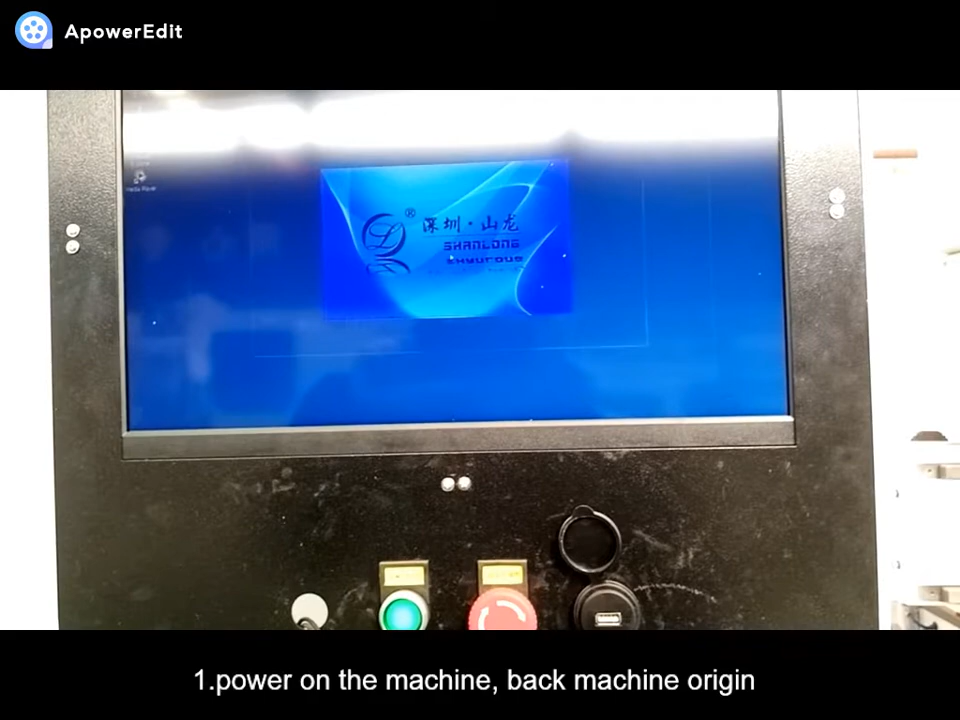 ApowerEdit
®
深圳·山龙
SHANLONG
1.power on the machine, back machine origin